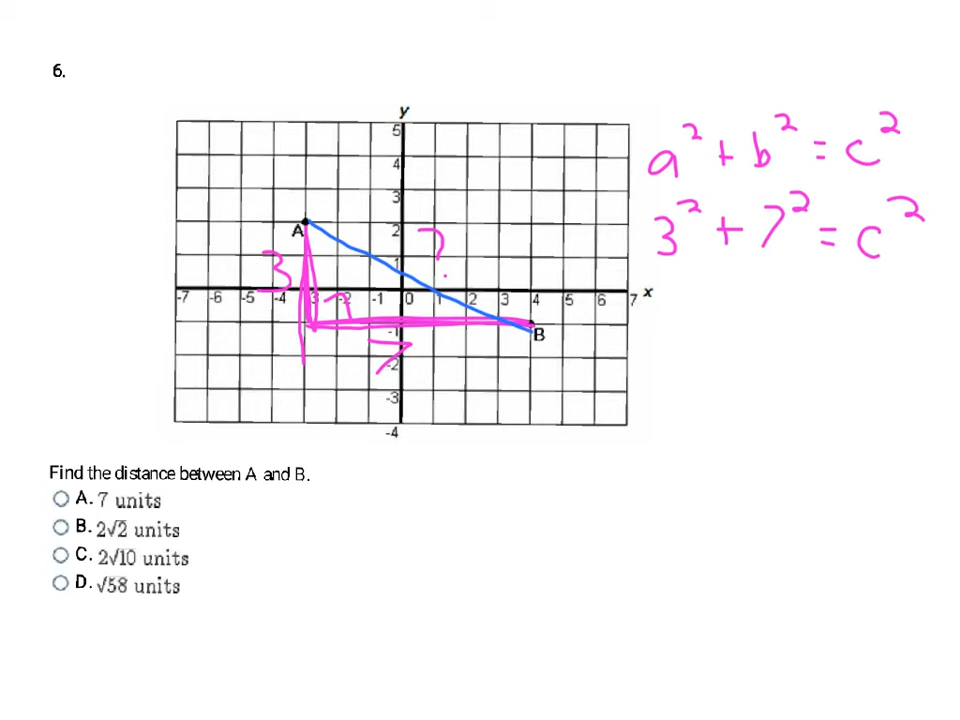 6.
y
5
4
3
A
2
?
3
1
-7 -6 -5 -4 -3 -2 -1 0 1 2 3 4 5 6 7 x
-1
B
7
-2
-3
-4
a² + b² = c²
3² + 7² = c²
Find the distance between A and B.
A. 7 units
B. 2√2 units
C. 2√10 units
D. √58 units